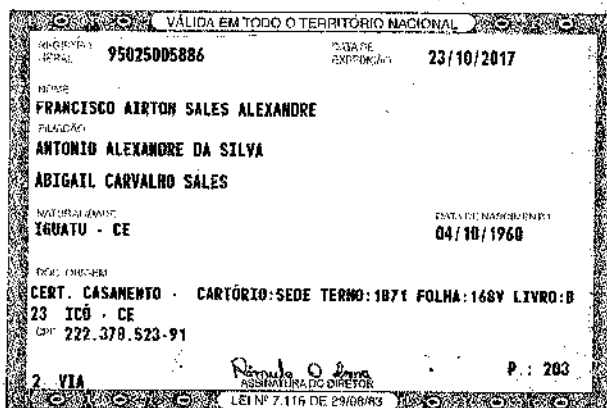 VÁLIDA EM TODO O TERRITÓRIO NACIONAL
REGISTRO GERAL 95025005886 DATA DE EXPEDIÇÃO 23/10/2017
NOME
FRANCISCO AIRTON SALES ALEXANDRE
FILIAÇÃO
ANTONIO ALEXANDRE DA SILVA
ABIGAIL CARVALHO SALES
NATURALIDADE DATA DE NASCIMENTO
IGUATU - CE 04/10/1960
DOC. ORIGEM
CERT. CASAMENTO - CARTÓRIO:SEDE TERMO:1871 FOLHA:168V LIVRO:B
23 ICÓ - CE
CPF 222.378.523-91
2 VIA P.: 203
ASSINATURA DO DIRETOR
LEI Nº 7.116 DE 29/08/83